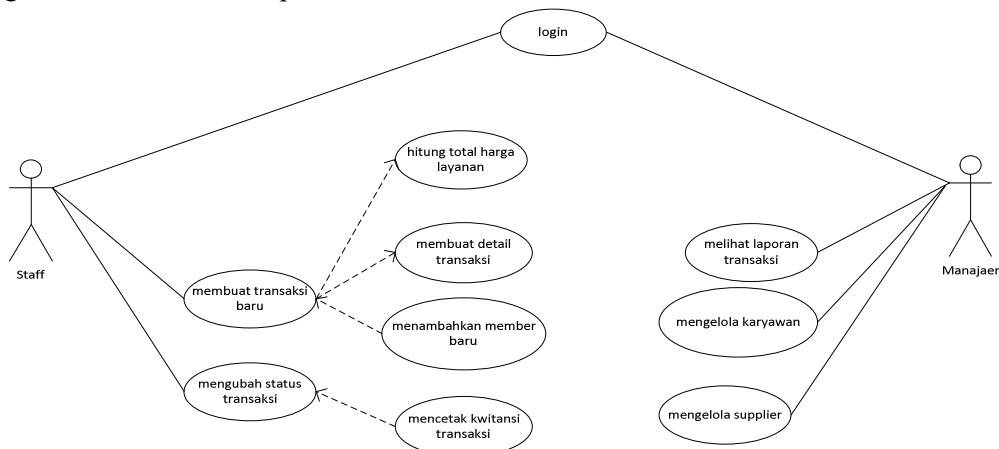 login
hitung total harga
layanan
membuat detail
transaksi
melihat laporan
transaksi
Staff
Manajaer
membuat transaksi
baru
menambahkan member
baru
mengelola karyawan
mengubah status
transaksi
mencetak kwitansi
transaksi
mengelola supplier